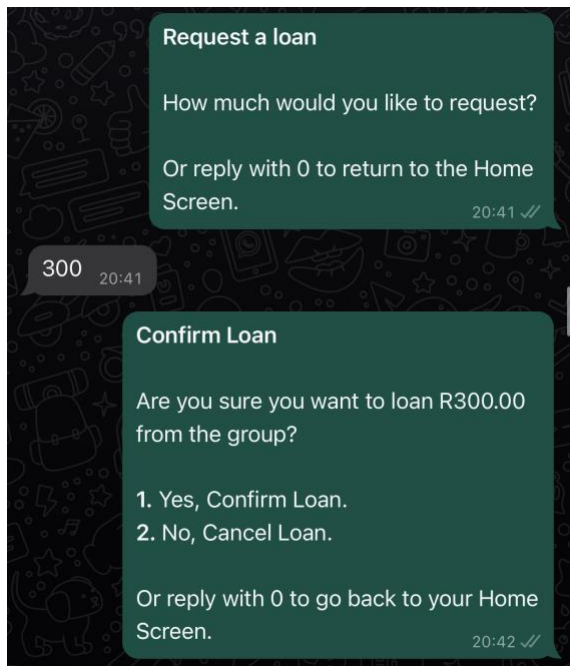 Request a loan
How much would you like to request?
Or reply with 0 to return to the Home
Screen.
20:41
300
20:41
Confirm Loan
Are you sure you want to loan R300.00
from the group?
1. Yes, Confirm Loan.
2. No, Cancel Loan.
Or reply with 0 to go back to your Home
Screen.
20:42